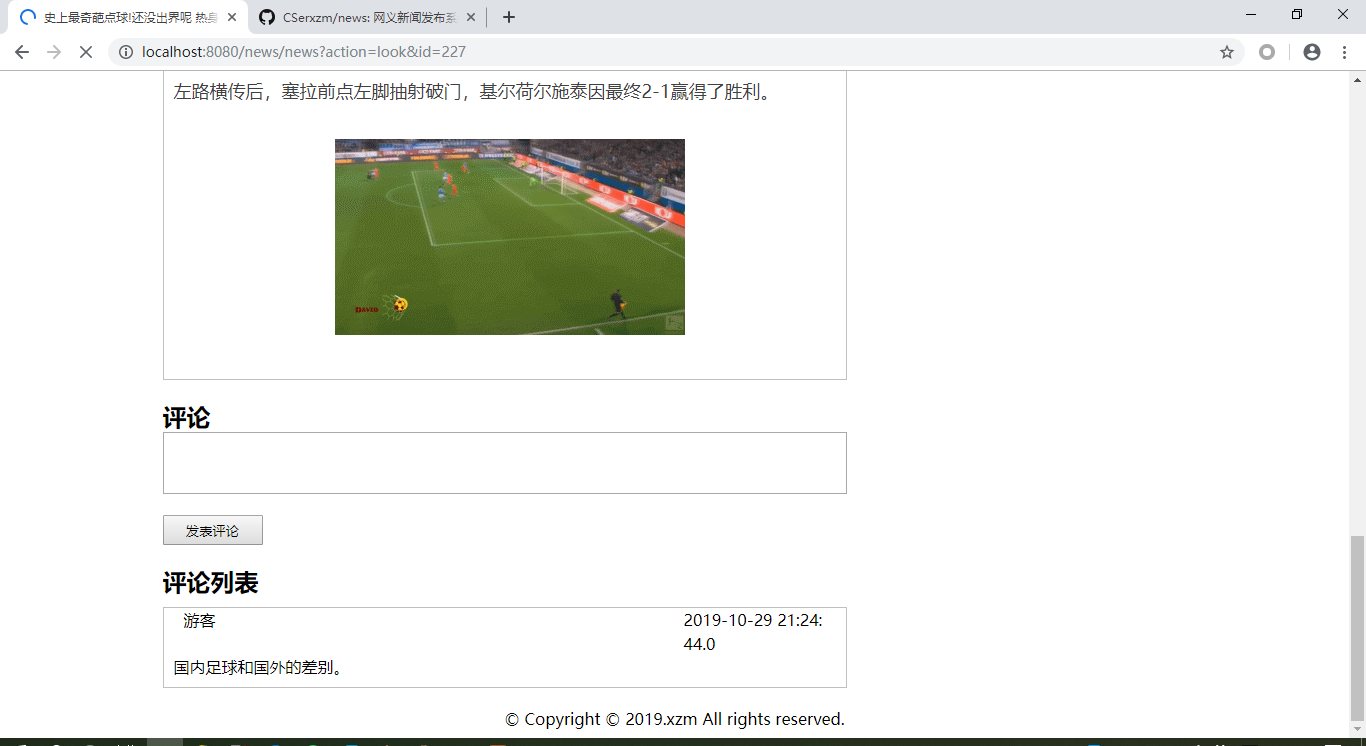 史上最奇葩点球!还没出界呢 热身
CSerxzm/news: 网义新闻发布系
localhost:8080/news/news?action=look&id=227
左路横传后，塞拉前点左脚抽射破门，基尔荷尔施泰因最终2-1赢得了胜利。
DAVID
评论
发表评论
评论列表
游客
2019-10-29 21:24:
44.0
国内足球和国外的差别。
© Copyright © 2019.xzm All rights reserved.